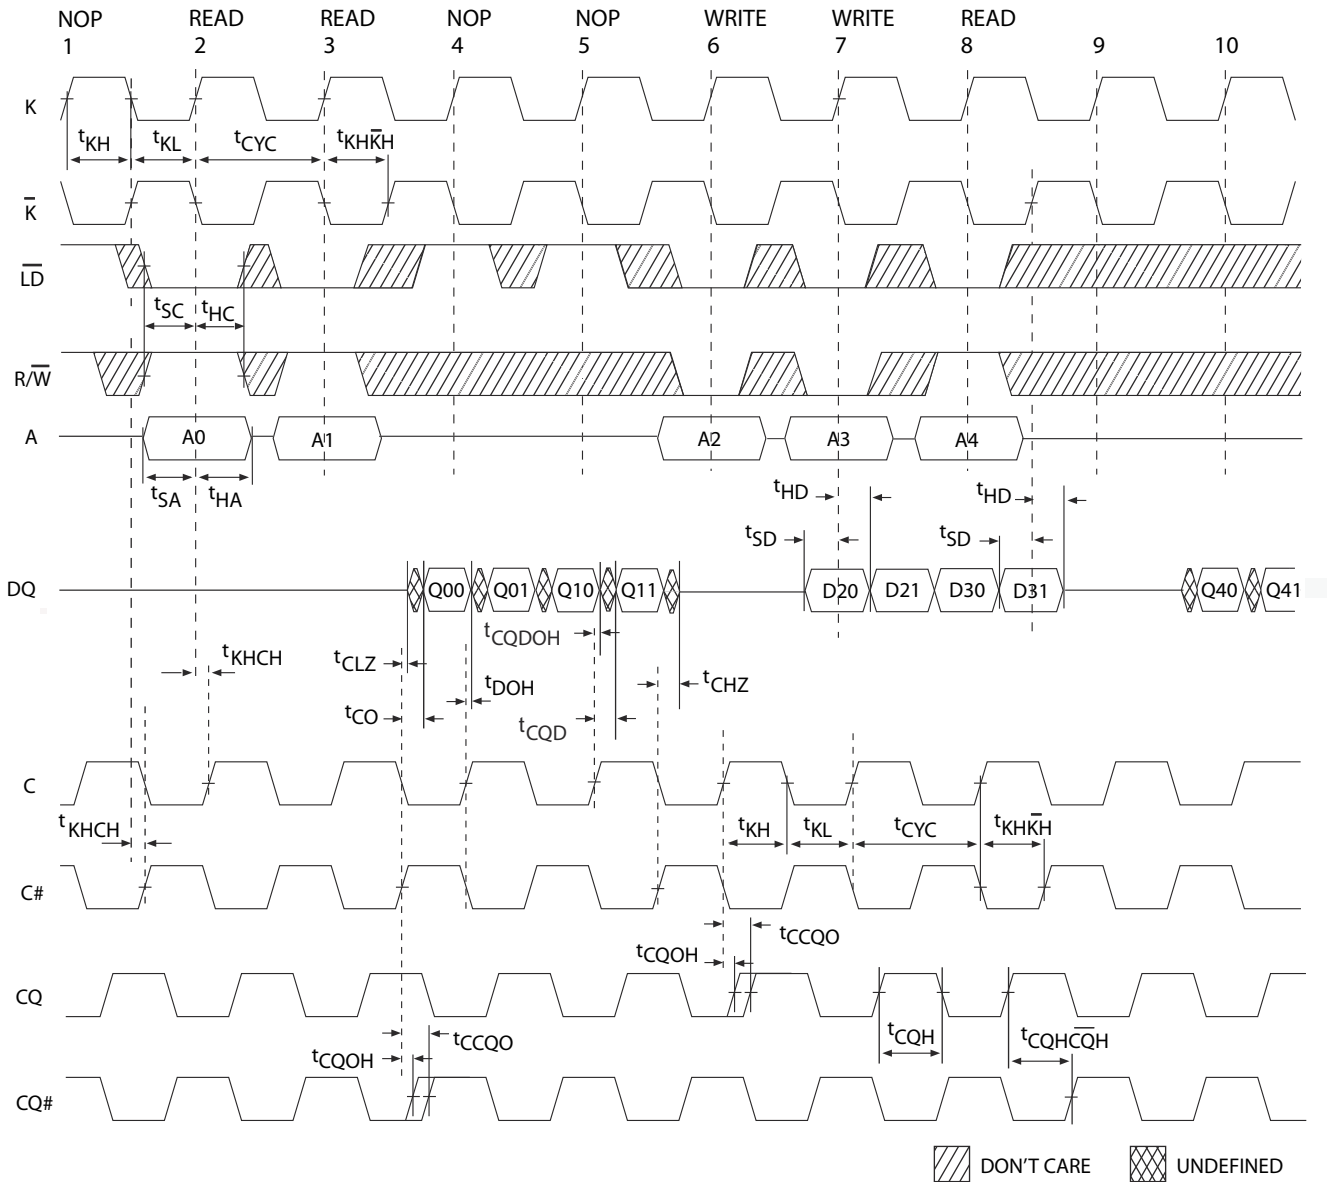 NOP READ READ NOP NOP WRITE WRITE READ
1 2 3 4 5 6 7 8 9 10
K
tKH tKL tCYC tKHK̅H
K̅
L̅D̅
tSC tHC
R/W̅
A A0 A1 A2 A3 A4
tSA tHA tHD tHD
tSD tSD
DQ Q00 Q01 Q10 Q11 D20 D21 D30 D31 Q40 Q41
tCQDOH
tKHCH tCLZ tDOH tCHZ
tCO tCQD
C
tKHCH tKH tKL tCYC tKHK̅H
C#
tCCQO
tCQOH
CQ
tCCQO tCQH tCQHC̅Q̅H
tCQOH
CQ#
DON'T CARE UNDEFINED